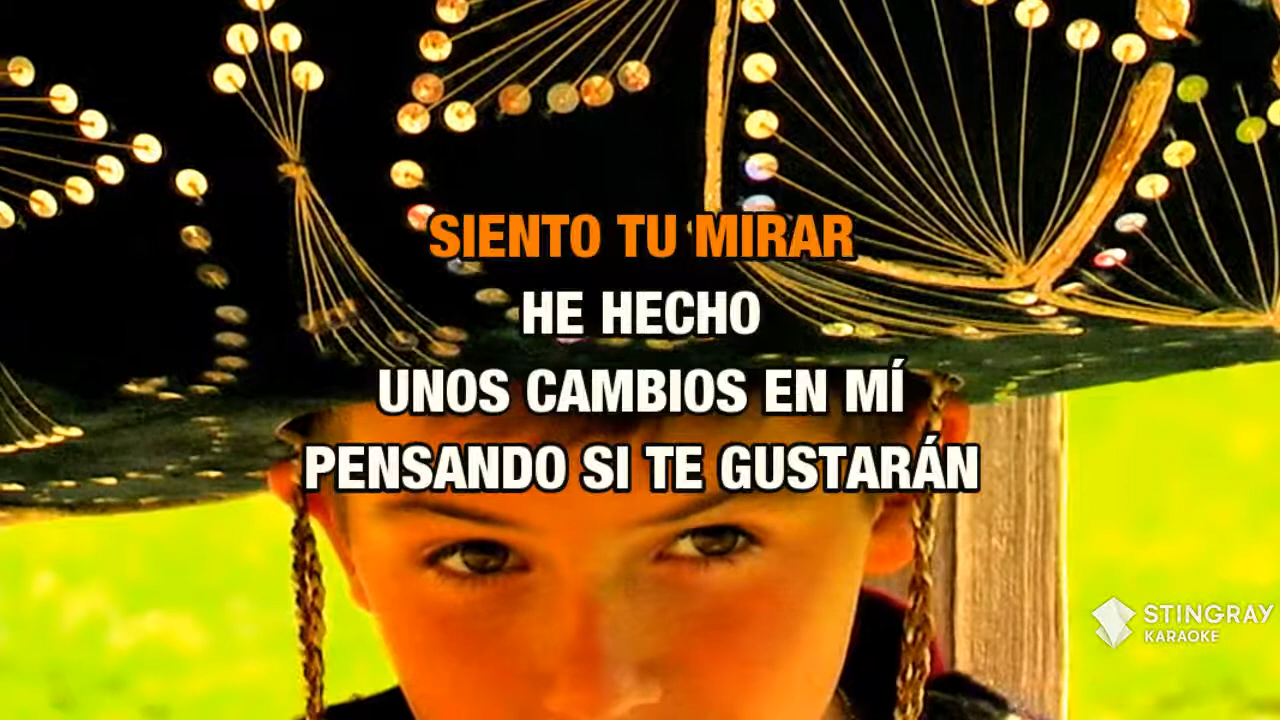 SIENTO TU MIRAR
HE HECHO
UNOS CAMBIOS EN MÍ
PENSANDO SI TE GUSTARÁN
STINGRAY
KARAOKE